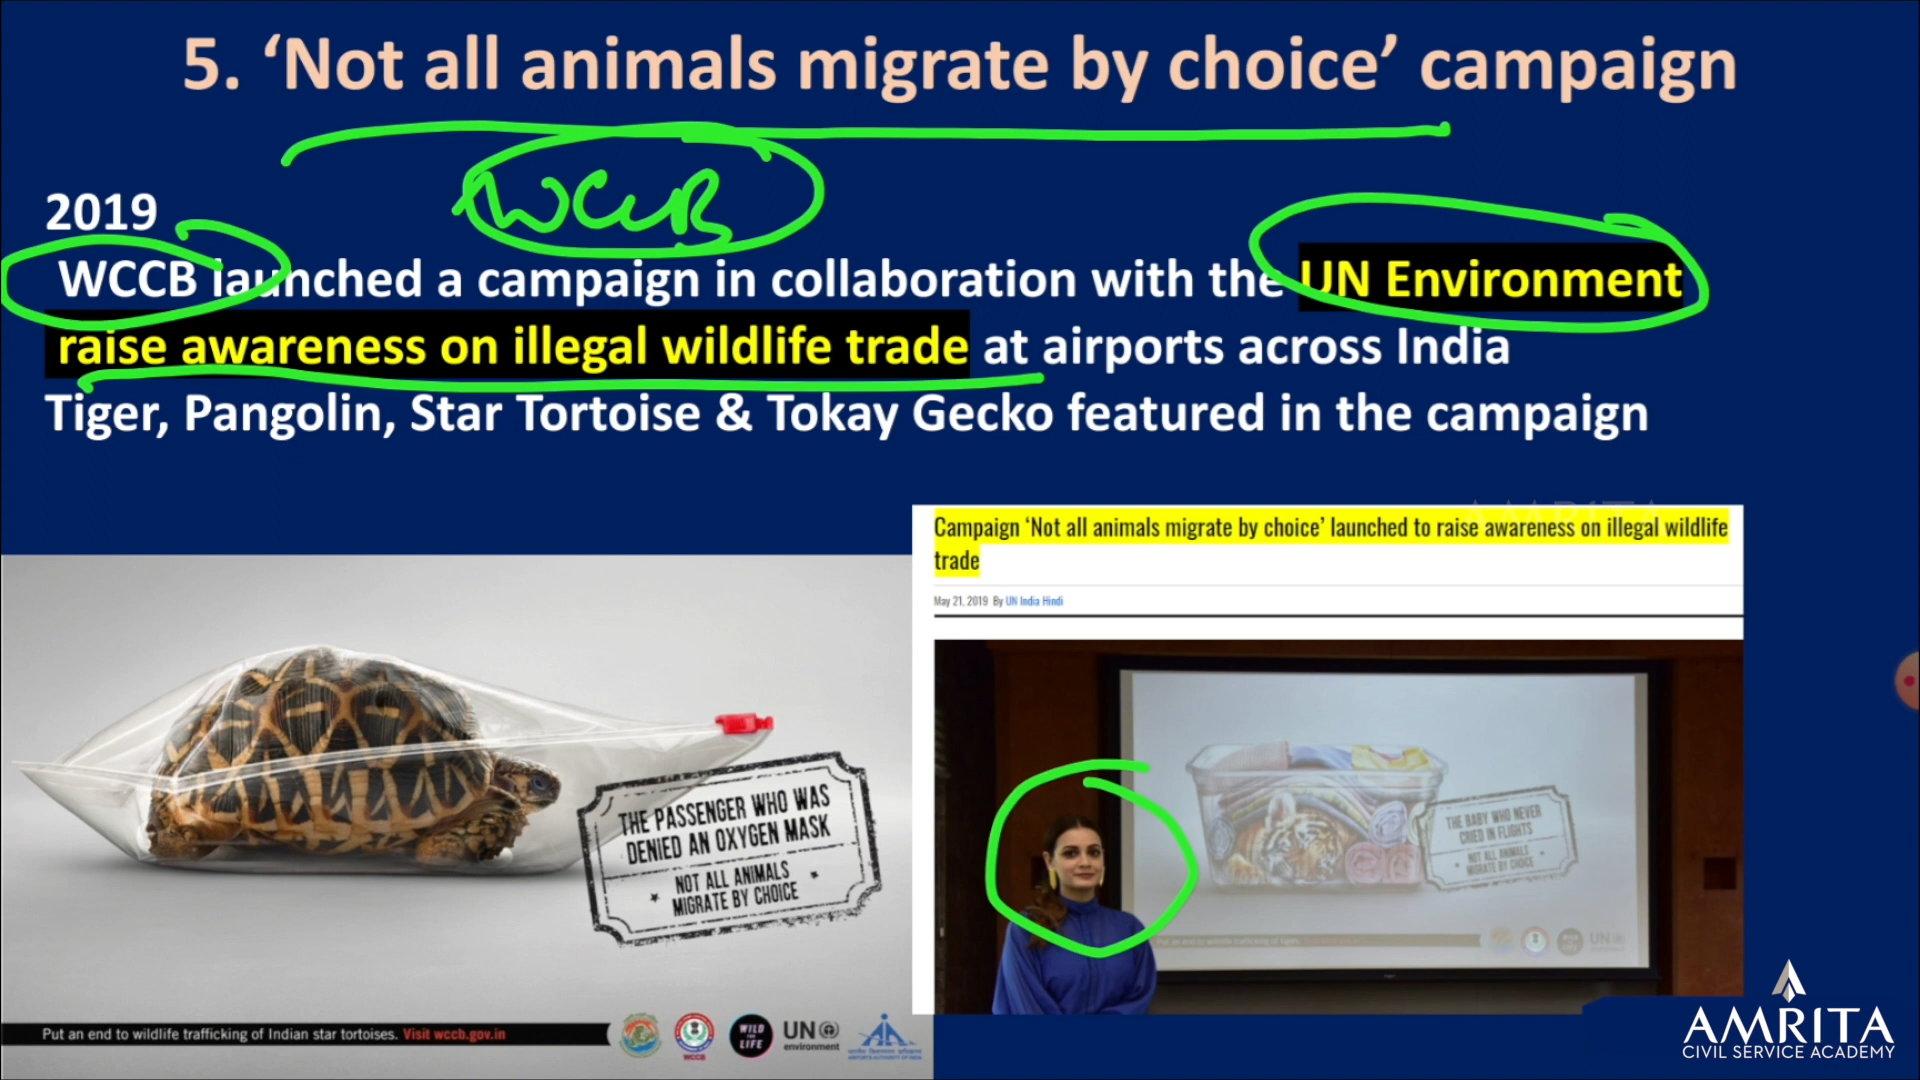 5. ‘Not all animals migrate by choice’ campaign
WCCB
2019
WCCB launched a campaign in collaboration with the UN Environment
raise awareness on illegal wildlife trade at airports across India
Tiger, Pangolin, Star Tortoise & Tokay Gecko featured in the campaign
AMRITA
Campaign ‘Not all animals migrate by choice’ launched to raise awareness on illegal wildlife
trade
May 21, 2019 By UN India Hindi
THE PASSENGER WHO WAS
DENIED AN OXYGEN MASK
NOT ALL ANIMALS
MIGRATE BY CHOICE
THE BABY WHO NEVER
CRIED IN FLIGHTS
NOT ALL ANIMALS
MIGRATE BY CHOICE
UN
Put an end to wildlife trafficking of Indian star tortoises. Visit wccb.gov.in
WCCB
WILD
FOR
LIFE
UN
environment
AMRITA
CIVIL SERVICE ACADEMY